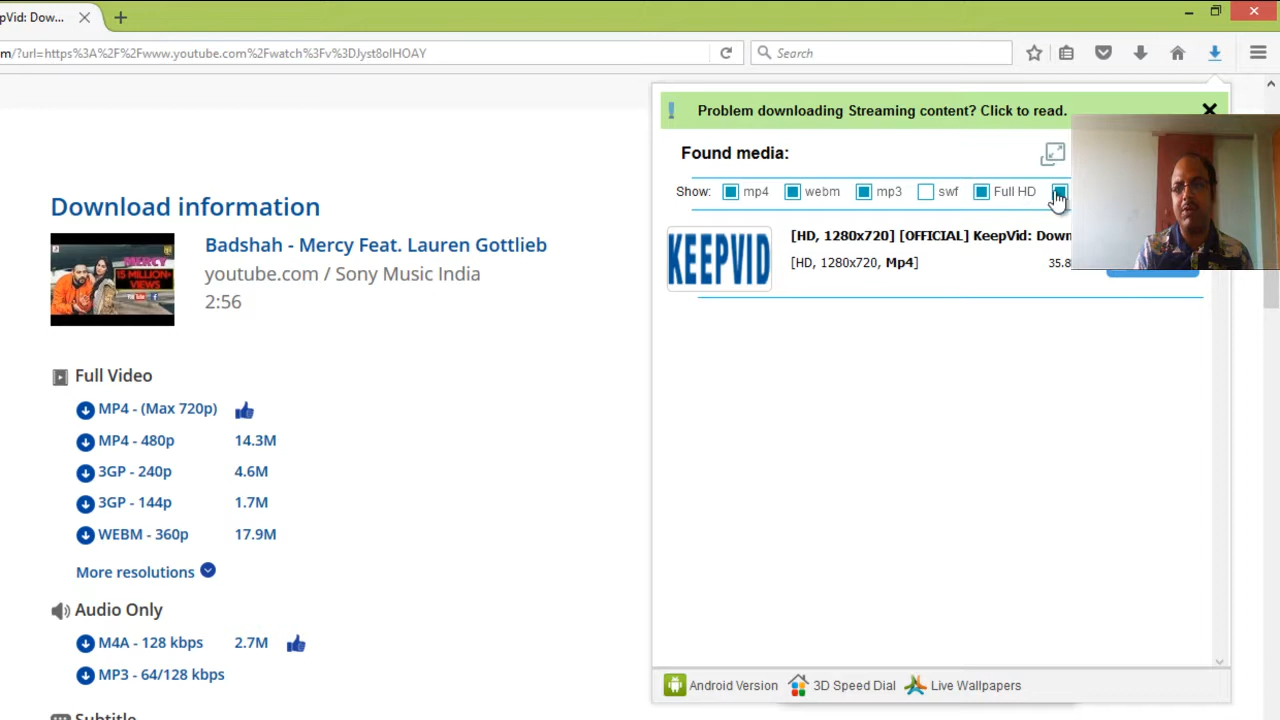 pVid: Dow...
m/?url=https%3A%2F%2Fwww.youtube.com%2Fwatch%3Fv%3DJyst8olHOAY
Search
Problem downloading Streaming content? Click to read.
Found media:
Show: mp4 webm mp3 swf Full HD
KEEPVID
[HD, 1280x720] [OFFICIAL] KeepVid: Down
[HD, 1280x720, Mp4] 35.8
Download information
MERCY
15 MILLION+
VIEWS
Badshah - Mercy Feat. Lauren Gottlieb
youtube.com / Sony Music India
2:56
Full Video
MP4 - (Max 720p)
MP4 - 480p 14.3M
3GP - 240p 4.6M
3GP - 144p 1.7M
WEBM - 360p 17.9M
More resolutions
Audio Only
M4A - 128 kbps 2.7M
MP3 - 64/128 kbps
Subtitle
Android Version 3D Speed Dial Live Wallpapers